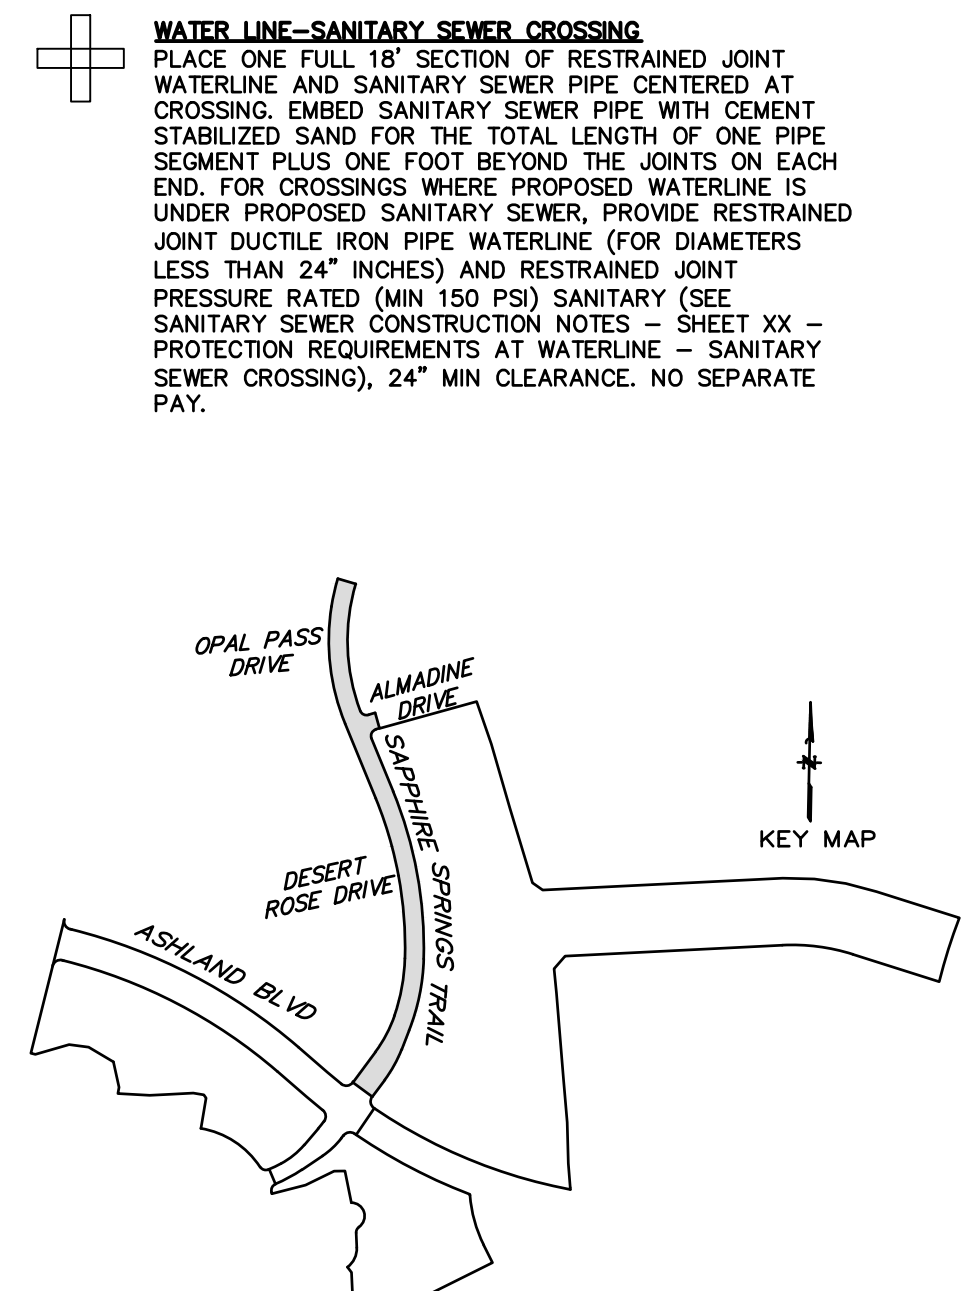 WATER LINE–SANITARY SEWER CROSSING
PLACE ONE FULL 18' SECTION OF RESTRAINED JOINT
WATERLINE AND SANITARY SEWER PIPE CENTERED AT
CROSSING. EMBED SANITARY SEWER PIPE WITH CEMENT
STABILIZED SAND FOR THE TOTAL LENGTH OF ONE PIPE
SEGMENT PLUS ONE FOOT BEYOND THE JOINTS ON EACH
END. FOR CROSSINGS WHERE PROPOSED WATERLINE IS
UNDER PROPOSED SANITARY SEWER, PROVIDE RESTRAINED
JOINT DUCTILE IRON PIPE WATERLINE (FOR DIAMETERS
LESS THAN 24" INCHES) AND RESTRAINED JOINT
PRESSURE RATED (MIN 150 PSI) SANITARY (SEE
SANITARY SEWER CONSTRUCTION NOTES – SHEET XX –
PROTECTION REQUIREMENTS AT WATERLINE – SANITARY
SEWER CROSSING), 24" MIN CLEARANCE. NO SEPARATE
PAY.
OPAL PASS
DRIVE
ALMADINE
DRIVE
SAPPHIRE SPRINGS TRAIL
N
KEY MAP
DESERT
ROSE DRIVE
ASHLAND BLVD